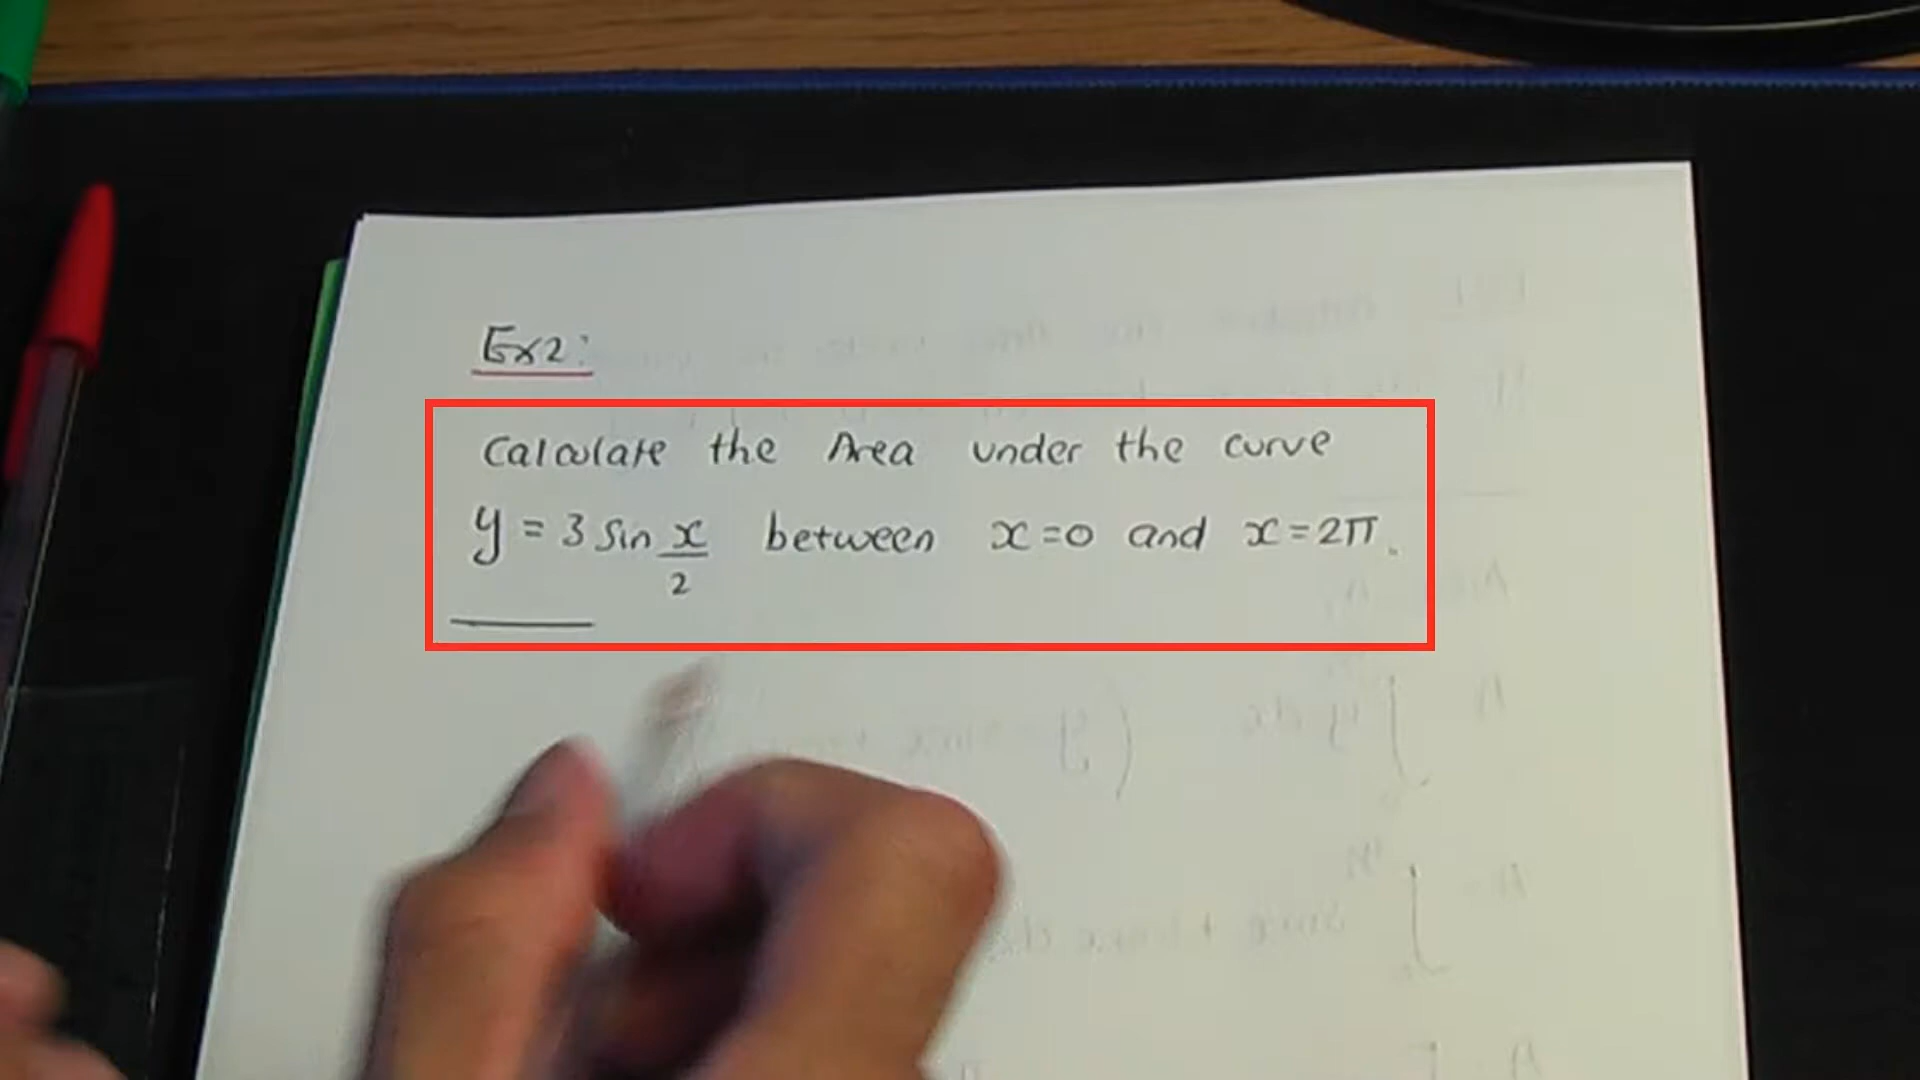 Ex2:
Calculate the Area under the curve
y = 3 sin x/2 between x=0 and x=2π.